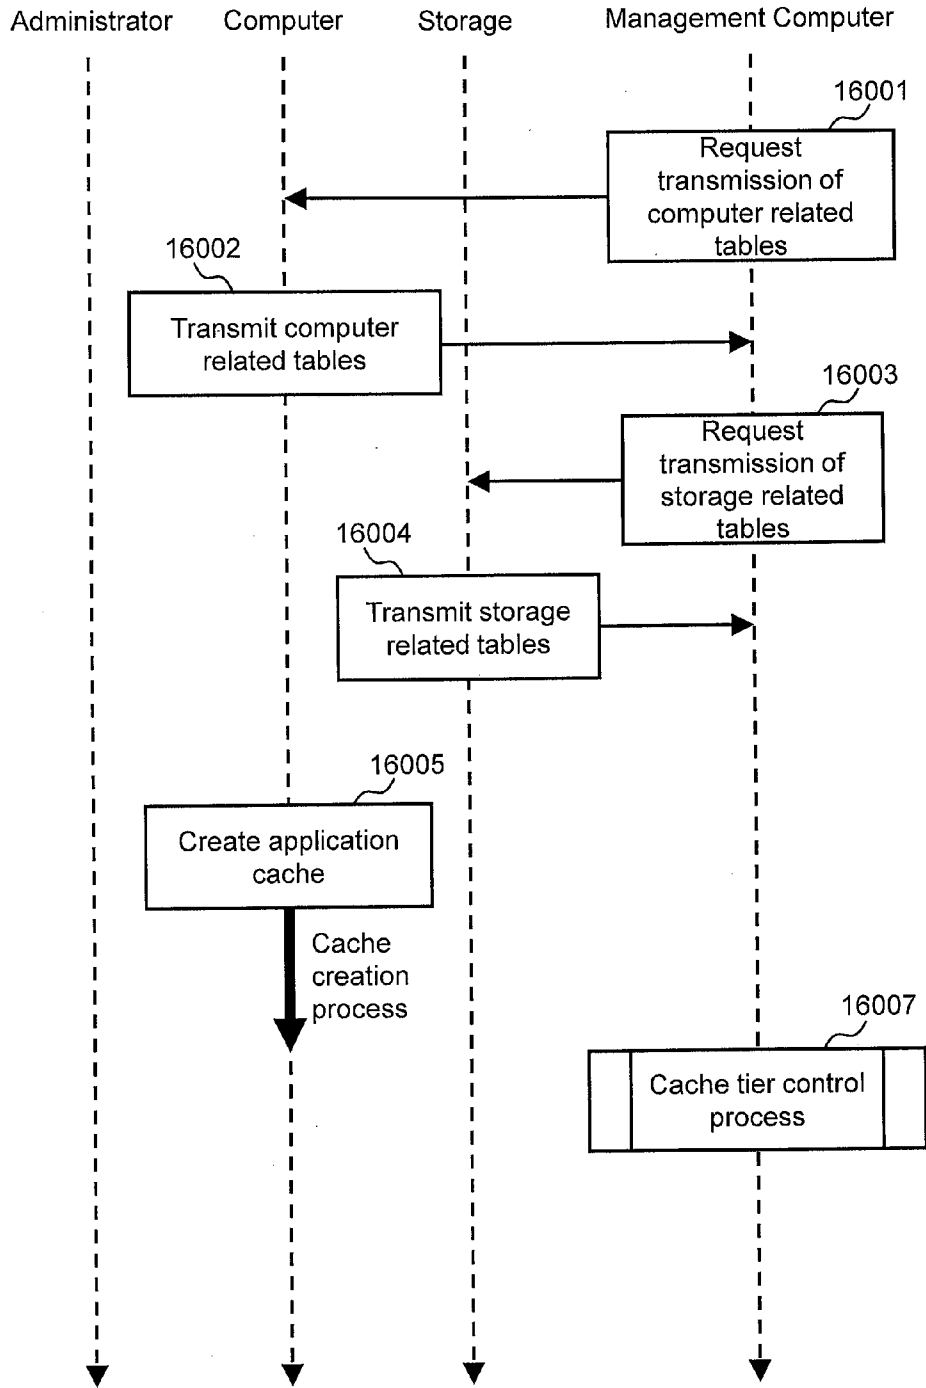 Administrator Computer Storage Management Computer
16001
Request
transmission of
computer related
tables
16002
Transmit computer
related tables
16003
Request
transmission of
storage related
tables
16004
Transmit storage
related tables
16005
Create application
cache
Cache
creation
process
16007
Cache tier control
process